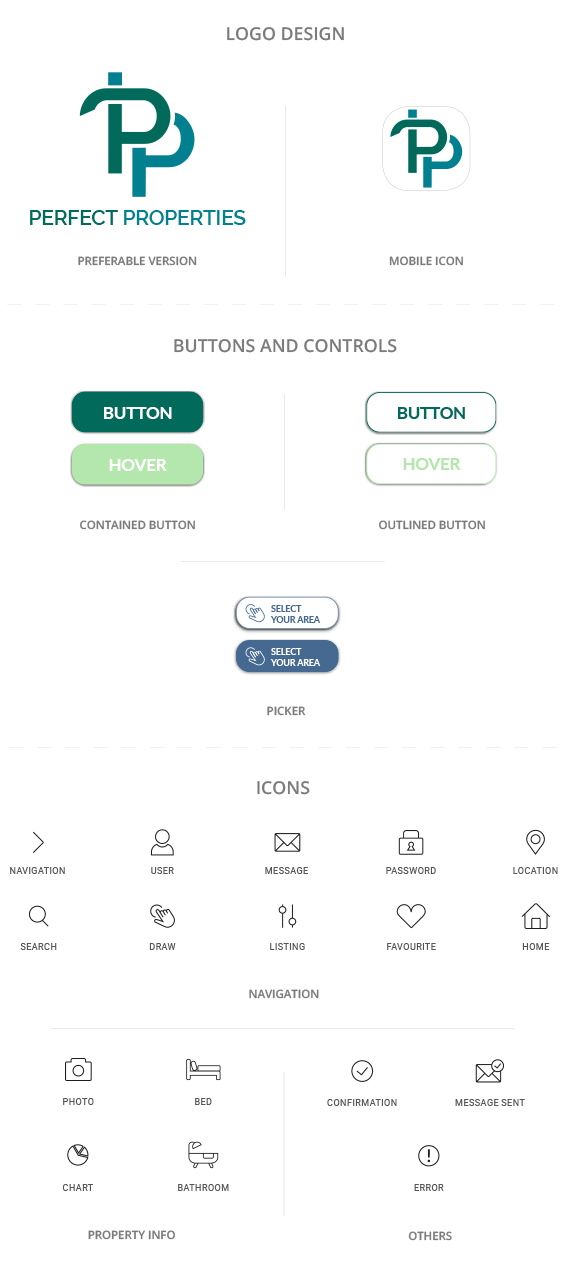 LOGO DESIGN
PERFECT PROPERTIES
PREFERABLE VERSION
MOBILE ICON
BUTTONS AND CONTROLS
BUTTON
HOVER
CONTAINED BUTTON
BUTTON
HOVER
OUTLINED BUTTON
SELECT
YOUR AREA
SELECT
YOUR AREA
PICKER
ICONS
NAVIGATION
USER
MESSAGE
PASSWORD
LOCATION
SEARCH
DRAW
LISTING
FAVOURITE
HOME
NAVIGATION
PHOTO
BED
CHART
BATHROOM
PROPERTY INFO
CONFIRMATION
MESSAGE SENT
ERROR
OTHERS